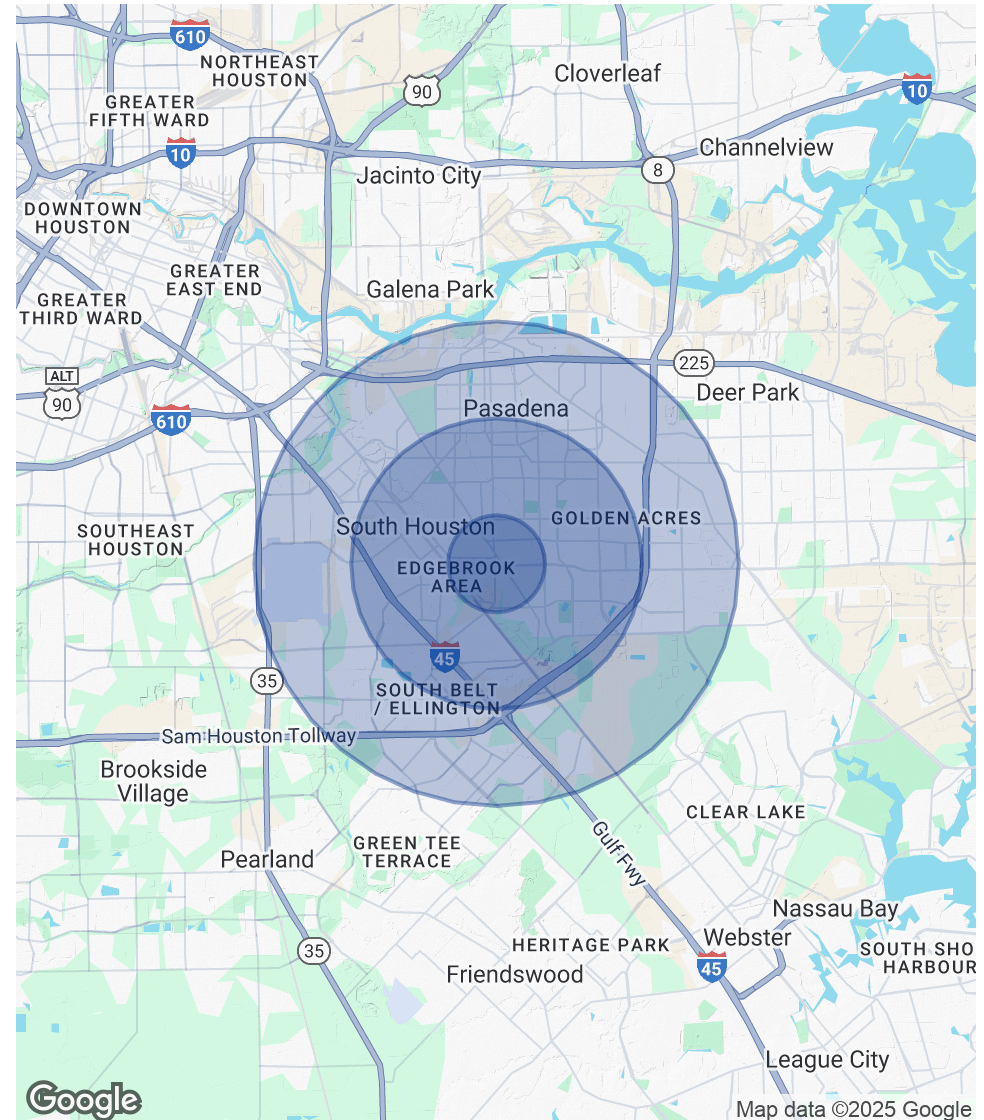 610
NORTHEAST
HOUSTON
Cloverleaf
90
10
GREATER
FIFTH WARD
10
Channelview
8
Jacinto City
DOWNTOWN
HOUSTON
GREATER
EAST END
Galena Park
GREATER
THIRD WARD
225
ALT
90
Deer Park
610
Pasadena
GOLDEN ACRES
South Houston
SOUTHEAST
HOUSTON
EDGEBROOK
AREA
45
35
SOUTH BELT
/ ELLINGTON
Sam Houston Tollway
Brookside
Village
CLEAR LAKE
GREEN TEE
TERRACE
Pearland
Gulf Fwy
Nassau Bay
Webster
HERITAGE PARK
SOUTH SHO
HARBOUR
35
45
Friendswood
League City
Google
Map data ©2025 Google